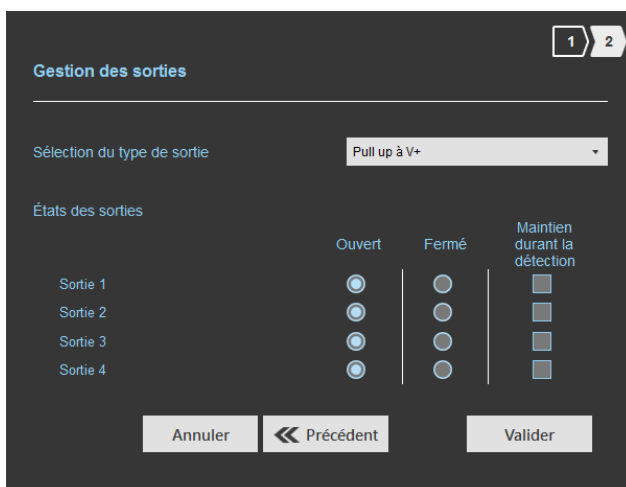 1 2
Gestion des sorties
Sélection du type de sortie Pull up à V+
États des sorties
Ouvert Fermé Maintien durant la détection
Sortie 1
Sortie 2
Sortie 3
Sortie 4
Annuler Précédent Valider